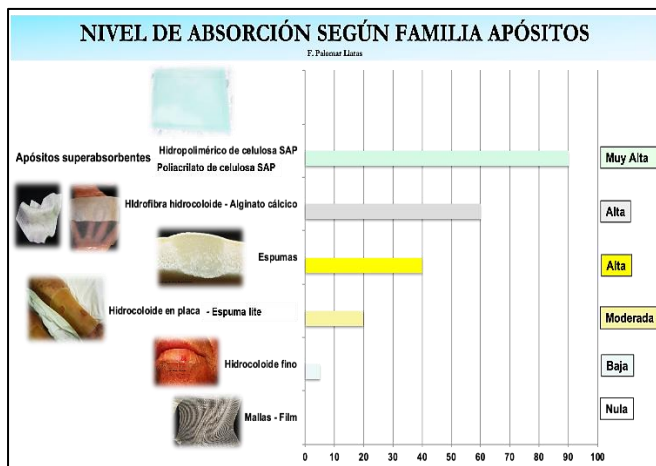 NIVEL DE ABSORCIÓN SEGÚN FAMILIA APÓSITOS
F. Palomar Llatas
Apósitos superabsorbentes
Hidropolimérico de celulosa SAP
Poliacrilato de celulosa SAP
Muy Alta
HIdrofibra hidrocoloide - Alginato cálcico
Alta
Espumas
Alta
Hidrocoloide en placa - Espuma lite
Moderada
Hidrocoloide fino
Baja
Mallas - Film
Nula
0 10 20 30 40 50 60 70 80 90 100